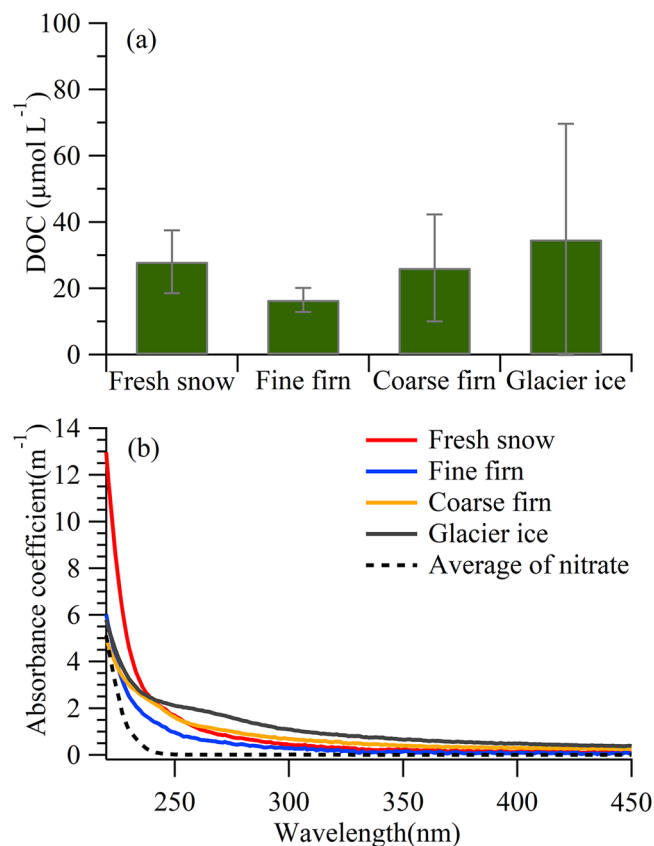 100
(a)
80
60
40
20
0
DOC (µmol L⁻¹)
Fresh snow Fine firn Coarse firn Glacier ice
14
(b)
12
10
8
6
4
2
0
Absorbance coefficient(m⁻¹)
Fresh snow
Fine firn
Coarse firn
Glacier ice
Average of nitrate
250 300 350 400 450
Wavelength(nm)